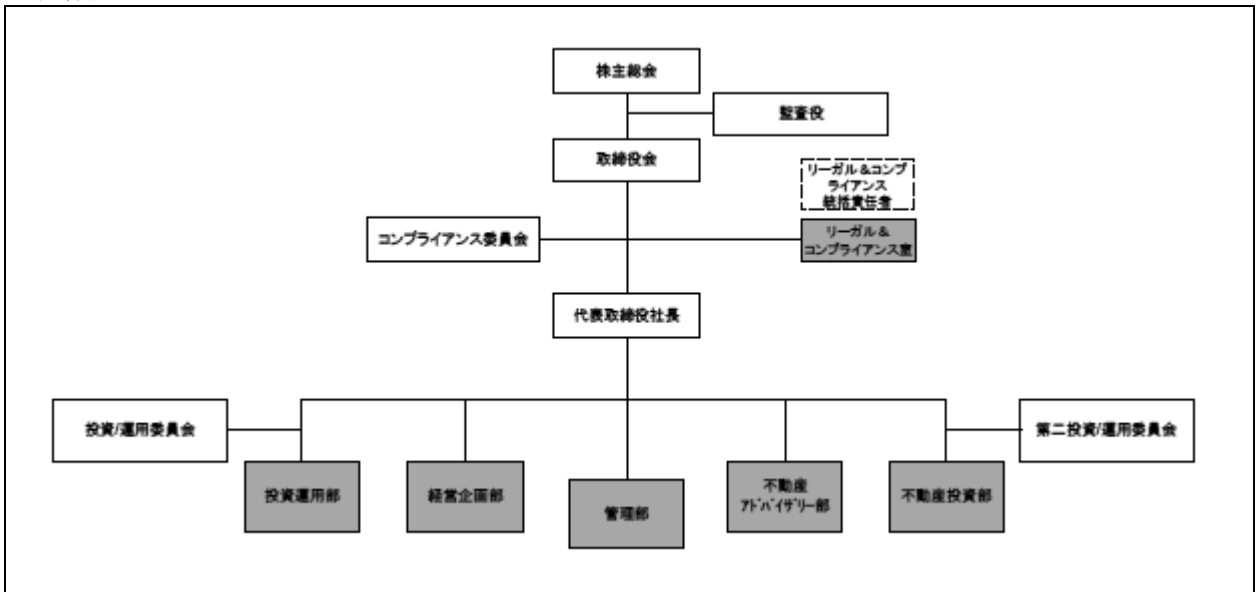 株主総会
監査役
取締役会
リーガル＆コンプ
ライアンス
統括責任者
コンプライアンス委員会
リーガル＆
コンプライアンス室
代表取締役社長
投資/運用委員会
第二投資/運用委員会
投資運用部
経営企画部
管理部
不動産
ｱﾄﾞﾊﾞｲｻﾞﾘｰ部
不動産投資部